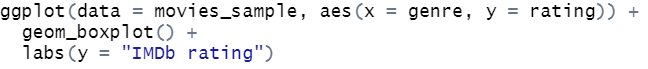 ggplot(data = movies_sample, aes(x = genre, y = rating)) +
  geom_boxplot() +
  labs(y = "IMDb rating")